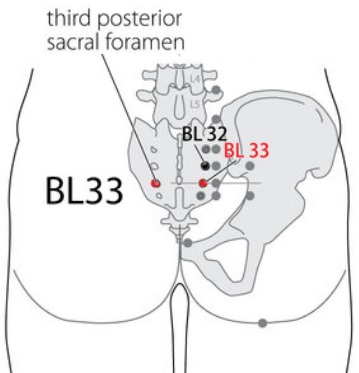 third posterior
sacral foramen
L4
L5
BL 32
BL 33
BL33